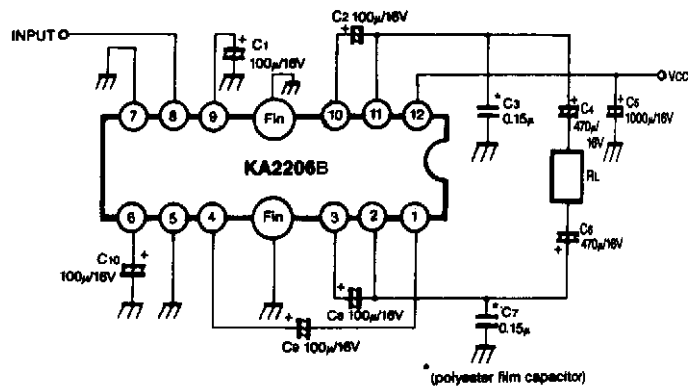 C2 100μ/16V
INPUT
C1
100μ/16V
VCC
C3
0.15μ
C4
470μ/
16V
C5
1000μ/16V
7
8
9
Fin
10
11
12
KA2206B
RL
6
5
4
Fin
3
2
1
C6
470μ/16V
C10
100μ/16V
C8 100μ/16V
C7
0.15μ
C9 100μ/16V
*(polyester film capacitor)